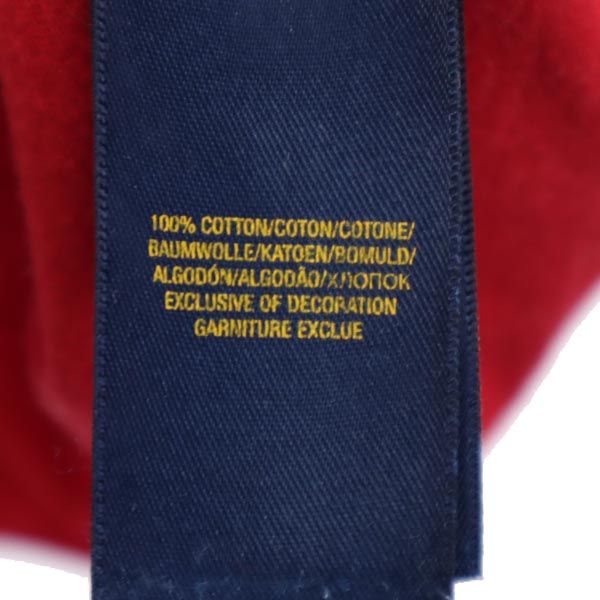 100% COTTON/COTON/COTONE/
BAUMWOLLE/KATOEN/BOMULD/
ALGODÓN/ALGODÃO/ХЛОПОК
EXCLUSIVE OF DECORATION
GARNITURE EXCLUE